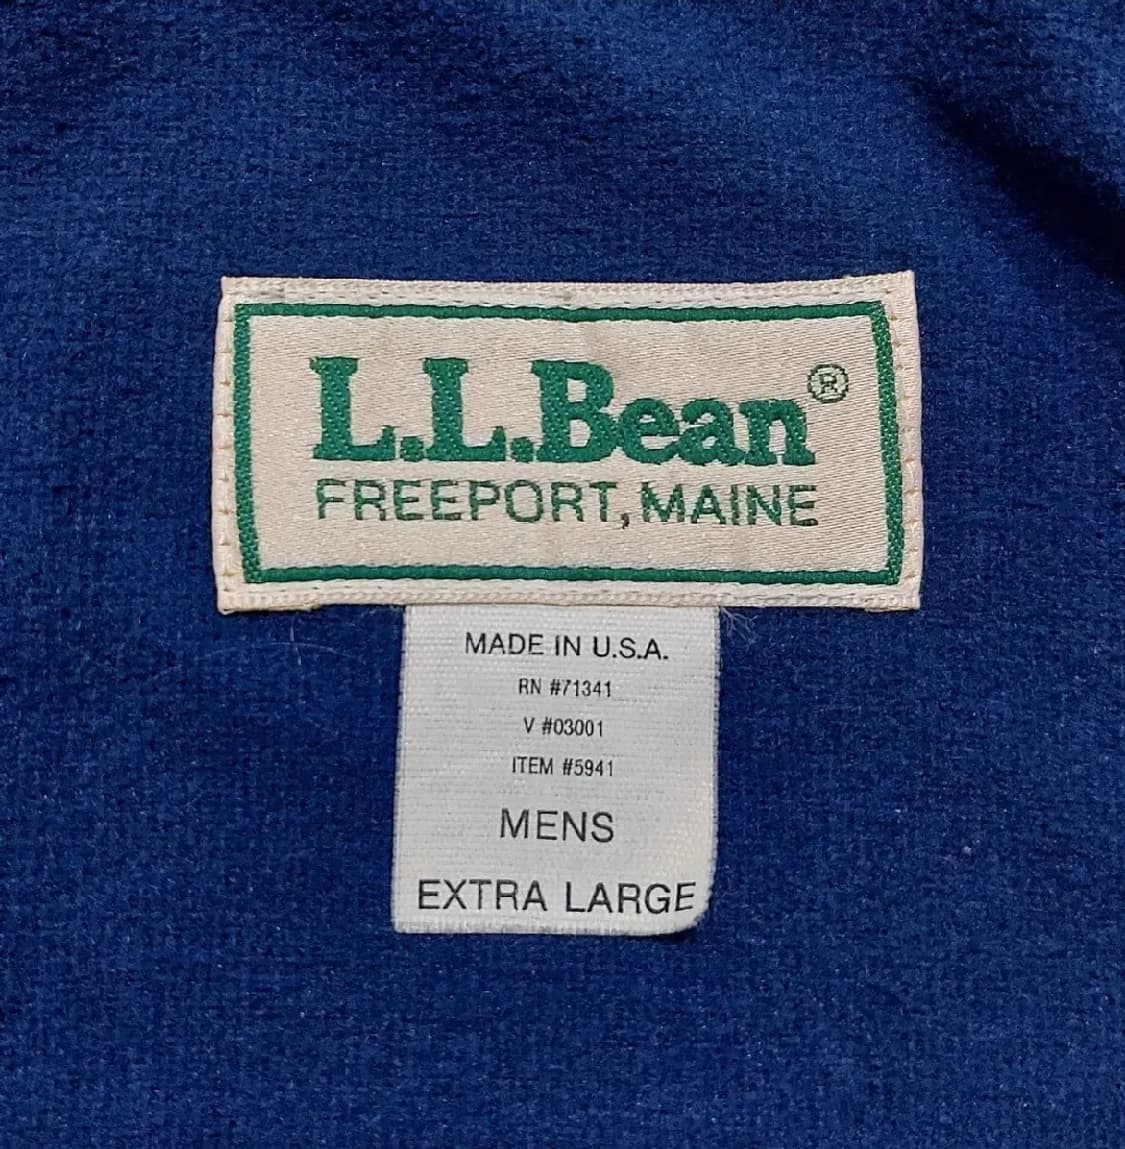 L.L.Bean®
FREEPORT, MAINE
MADE IN U.S.A.
RN #71341
V #03001
ITEM #5941
MENS
EXTRA LARGE